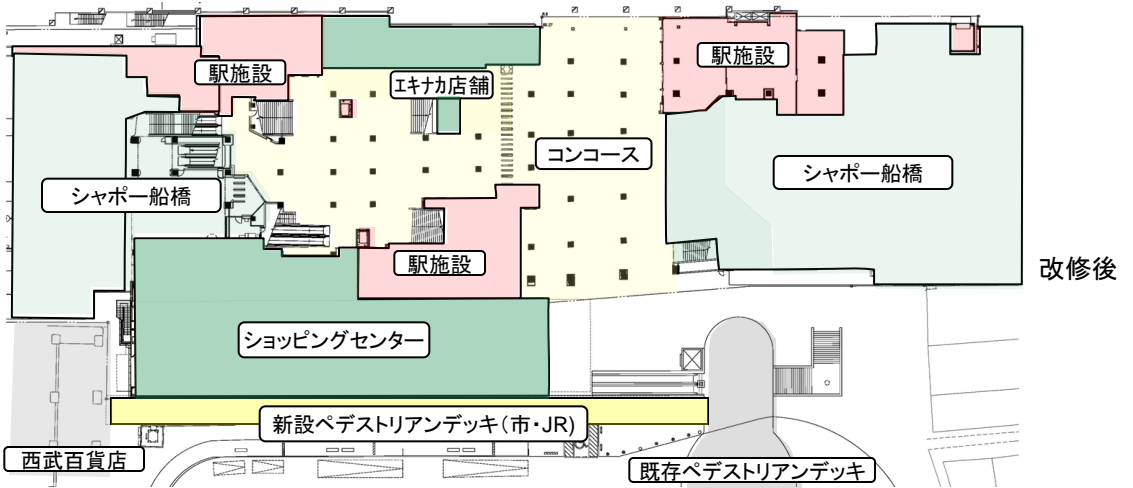 駅施設
駅施設
エキナカ店舗
コンコース
シャポー船橋
シャポー船橋
駅施設
改修後
ショッピングセンター
新設ペデストリアンデッキ(市・JR)
西武百貨店
既存ペデストリアンデッキ